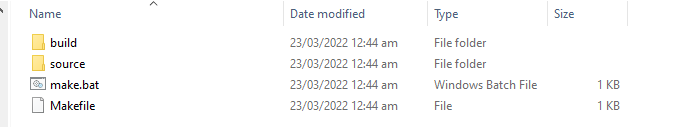 Name Date modified Type Size
build 23/03/2022 12:44 am File folder
source 23/03/2022 12:44 am File folder
make.bat 23/03/2022 12:44 am Windows Batch File 1 KB
Makefile 23/03/2022 12:44 am File 1 KB